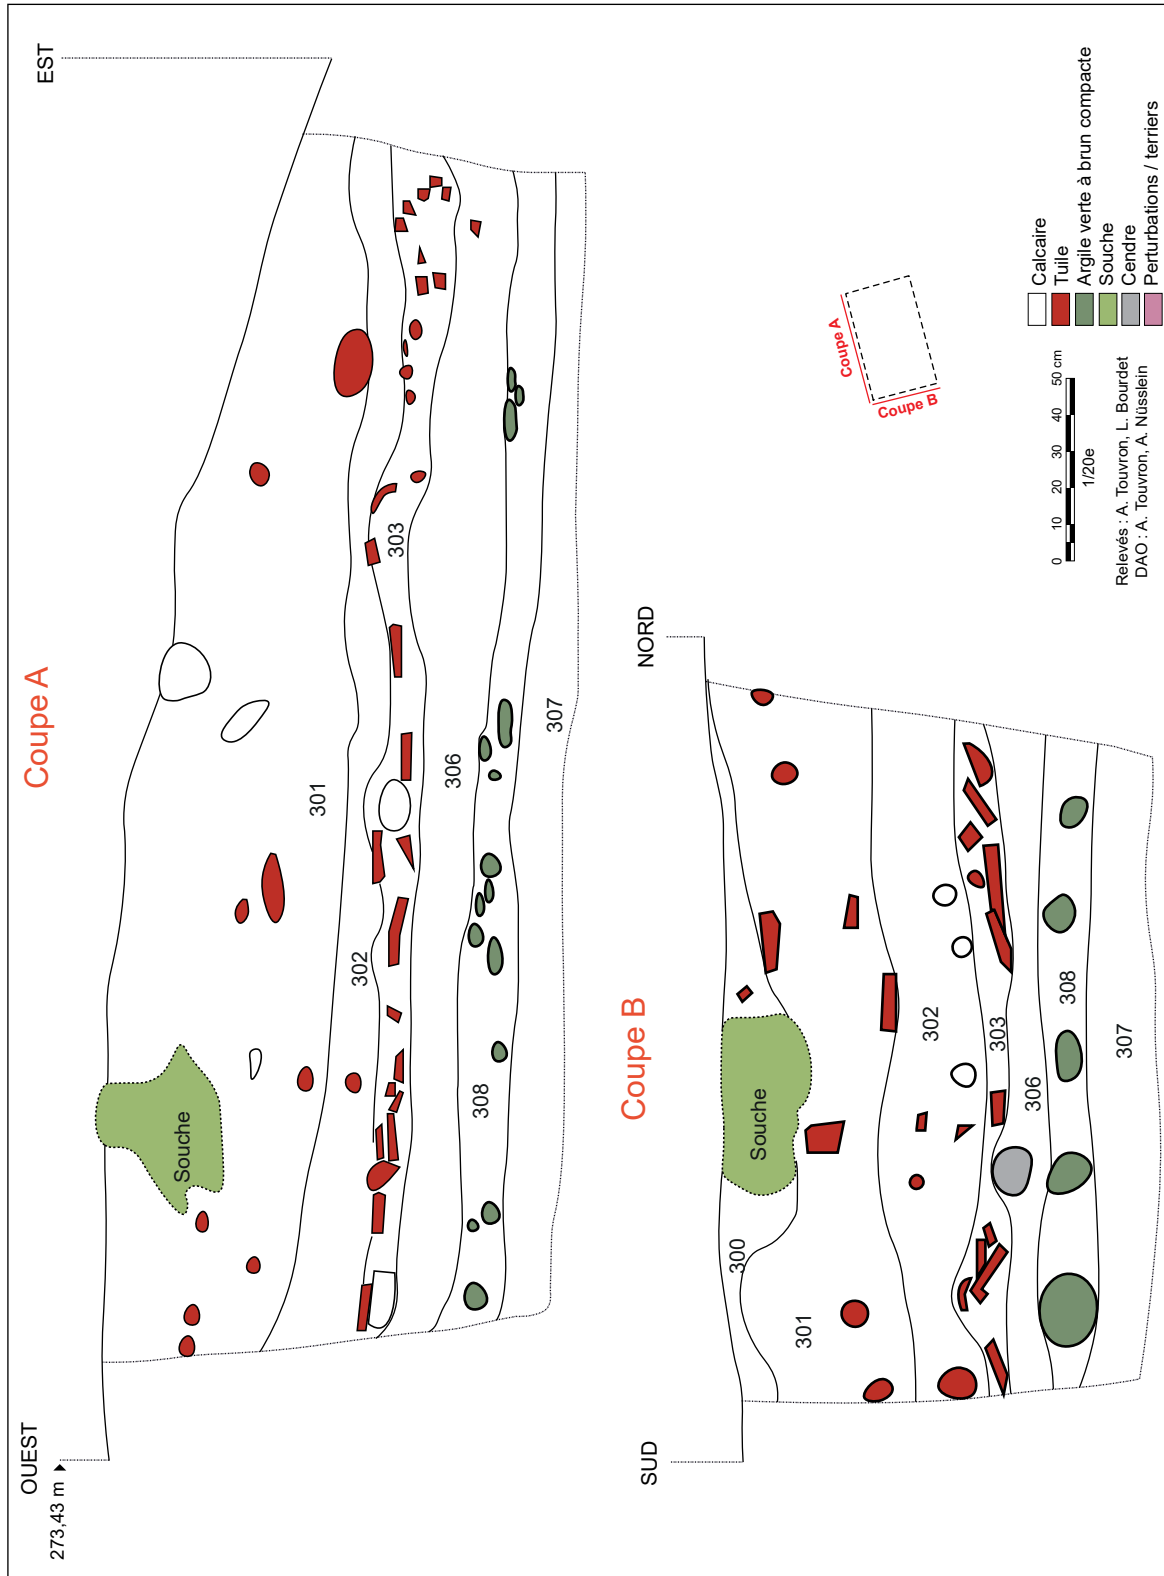 Coupe A
OUEST
EST
273,43 m
Souche
301
302
303
306
308
307
Coupe B
SUD
NORD
300
Souche
301
302
303
306
308
307
Coupe A
Coupe B
0 10 20 30 40 50 cm
1/20e
Relevés : A. Touvron, L. Bourdet
DAO : A. Touvron, A. Nüsslein
Calcaire
Tuile
Argile verte à brun compacte
Souche
Cendre
Perturbations / terriers